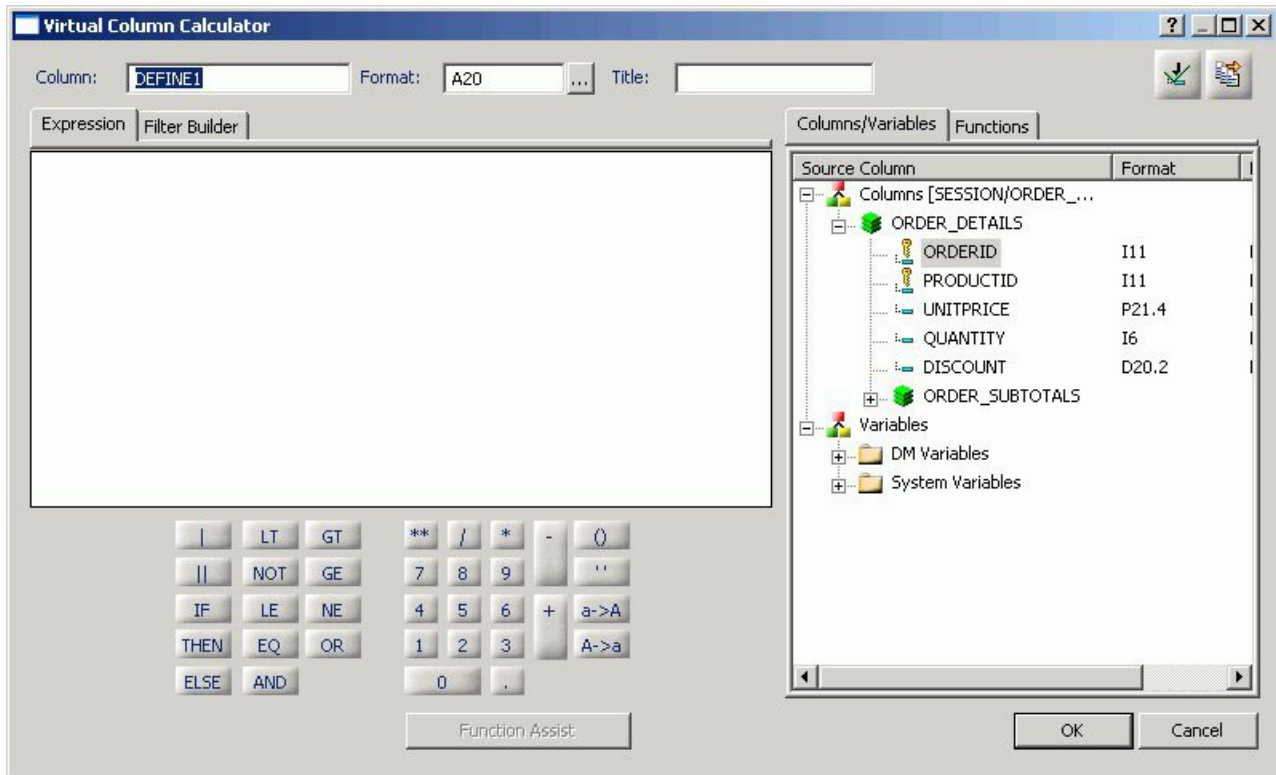 Virtual Column Calculator
?
Column: DEFINE1 Format: A20 ... Title:
Expression Filter Builder
Columns/Variables Functions
Source Column Format
Columns [SESSION/ORDER_...
ORDER_DETAILS
ORDERID I11
PRODUCTID I11
UNITPRICE P21.4
QUANTITY I6
DISCOUNT D20.2
ORDER_SUBTOTALS
Variables
DM Variables
System Variables
| LT GT ** / * - ()
|| NOT GE 7 8 9 ' '
IF LE NE 4 5 6 + a->A
THEN EQ OR 1 2 3 A->a
ELSE AND 0 .
Function Assist
OK Cancel